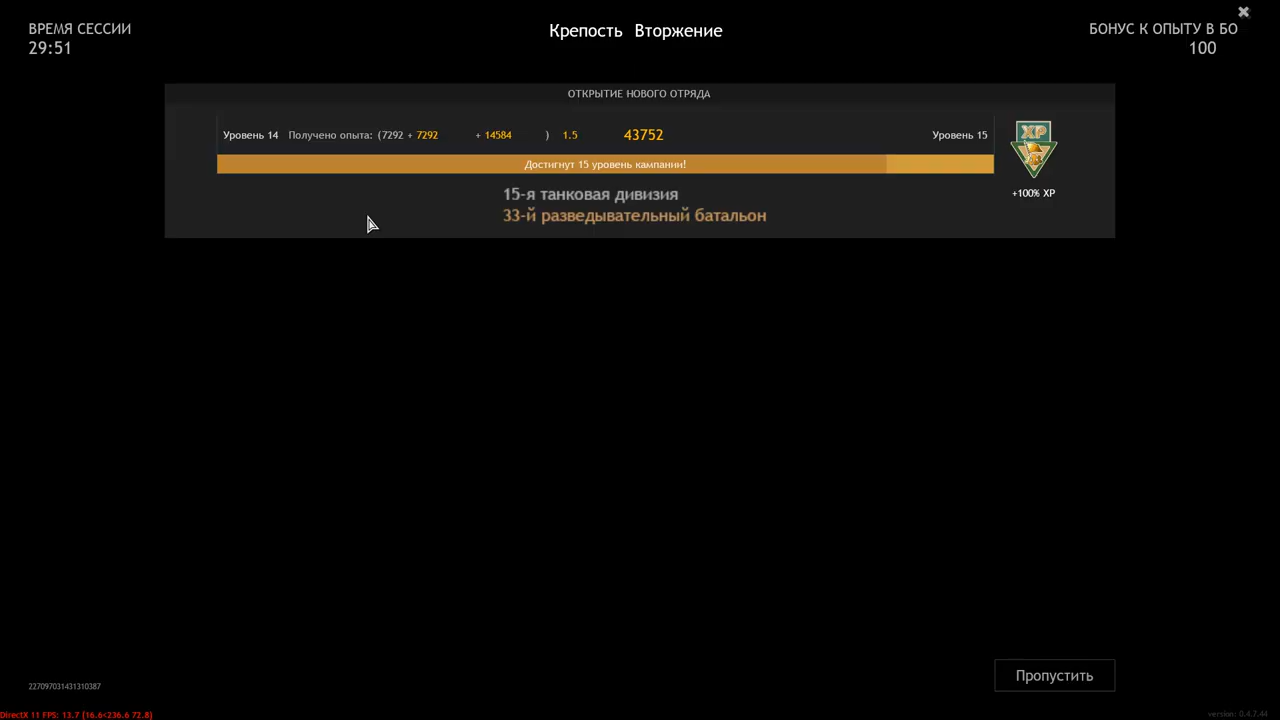 ВРЕМЯ СЕССИИ
29:51
Крепость Вторжение
БОНУС К ОПЫТУ В БО
100
ОТКРЫТИЕ НОВОГО ОТРЯДА
Уровень 14 Получено опыта: (7292 + 7292 + 14584 ) 1.5 43752 Уровень 15
XP
Достигнут 15 уровень кампании!
+100% XP
15-я танковая дивизия
33-й разведывательный батальон
Пропустить
227097031431310387
DirectX 11 FPS: 13.7 (16.6<236.6 72.8)
version: 0.4.7.44